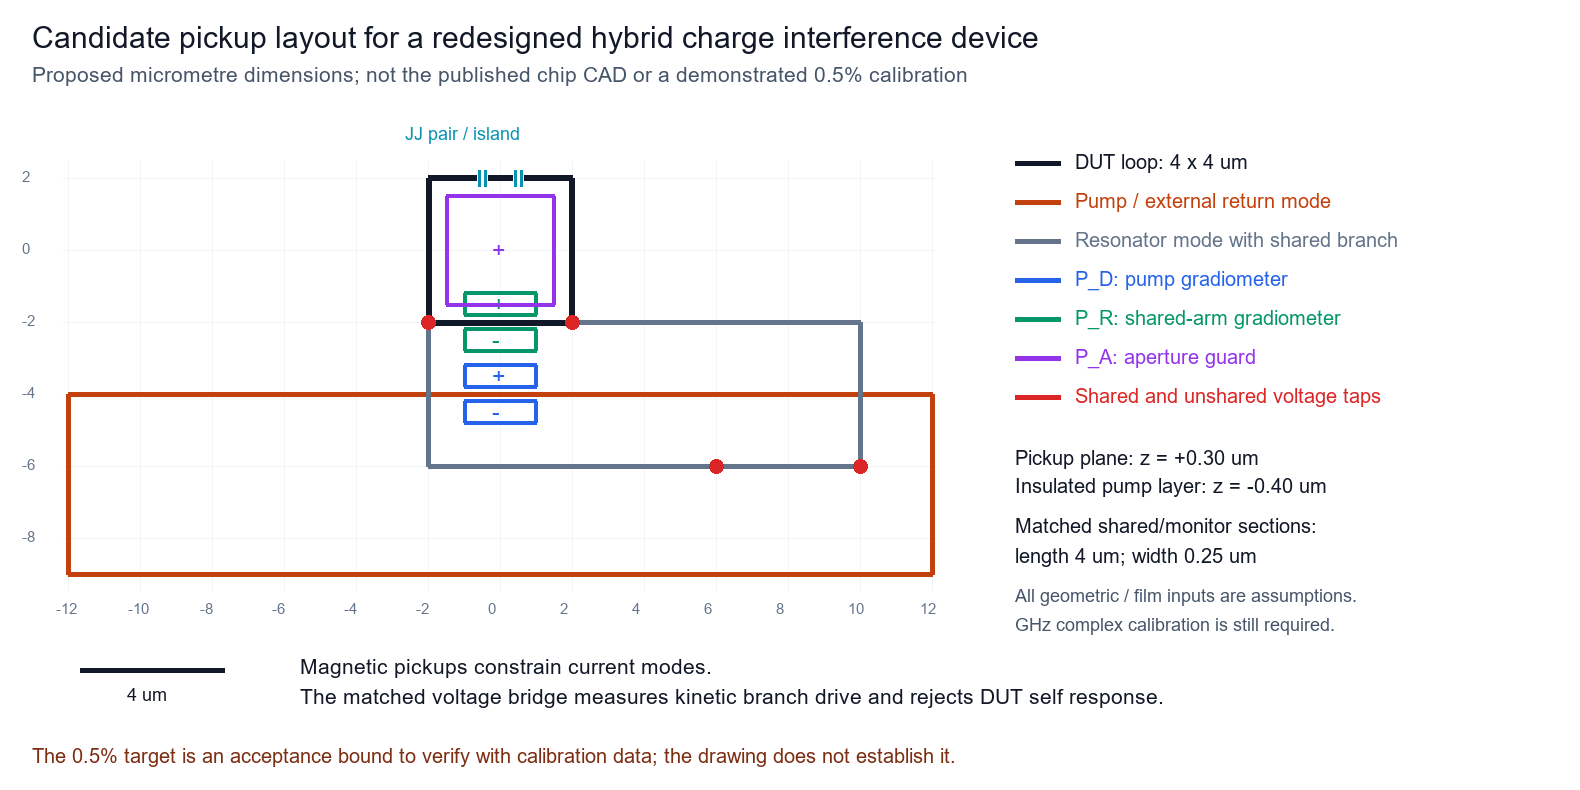 Candidate pickup layout for a redesigned hybrid charge interference device
Proposed micrometre dimensions; not the published chip CAD or a demonstrated 0.5% calibration
JJ pair / island
2
0
-2
-4
-6
-8
+
+
-
+
-
-12
-10
-8
-6
-4
-2
0
2
4
6
8
10
12
DUT loop: 4 x 4 um
Pump / external return mode
Resonator mode with shared branch
P_D: pump gradiometer
P_R: shared-arm gradiometer
P_A: aperture guard
Shared and unshared voltage taps
Pickup plane: z = +0.30 um
Insulated pump layer: z = -0.40 um
Matched shared/monitor sections:
length 4 um; width 0.25 um
All geometric / film inputs are assumptions.
GHz complex calibration is still required.
4 um
Magnetic pickups constrain current modes.
The matched voltage bridge measures kinetic branch drive and rejects DUT self response.
The 0.5% target is an acceptance bound to verify with calibration data; the drawing does not establish it.